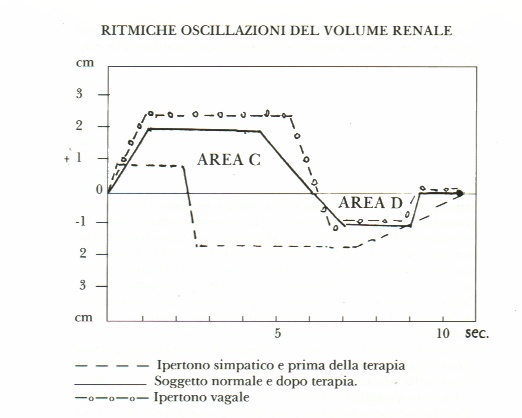 RITMICHE OSCILLAZIONI DEL VOLUME RENALE
cm
3
2
+ 1
AREA C
0
AREA D
-1
2
3
cm
5
10
sec.
Ipertono simpatico e prima della terapia
Soggetto normale e dopo terapia.
Ipertono vagale